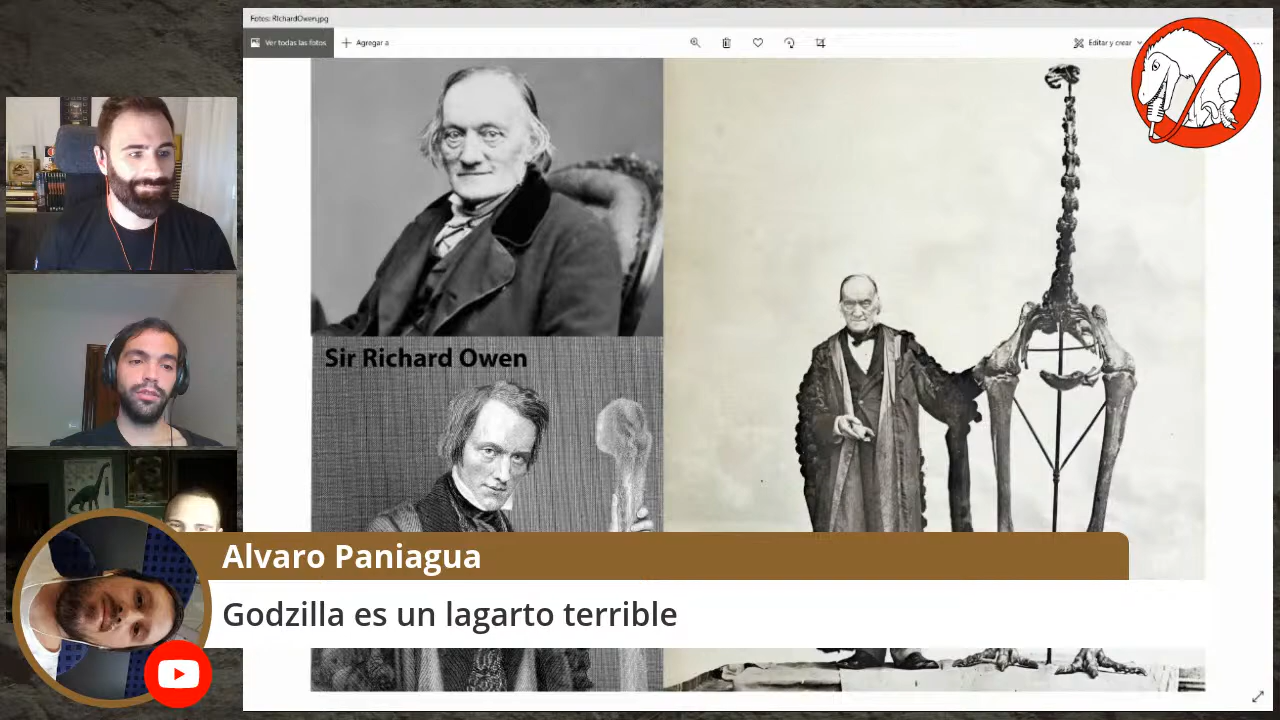 Fotos: RichardOwen.jpg
Ver todas las fotos
Agregar a
Editar y crear
Sir Richard Owen
Alvaro Paniagua
Godzilla es un lagarto terrible